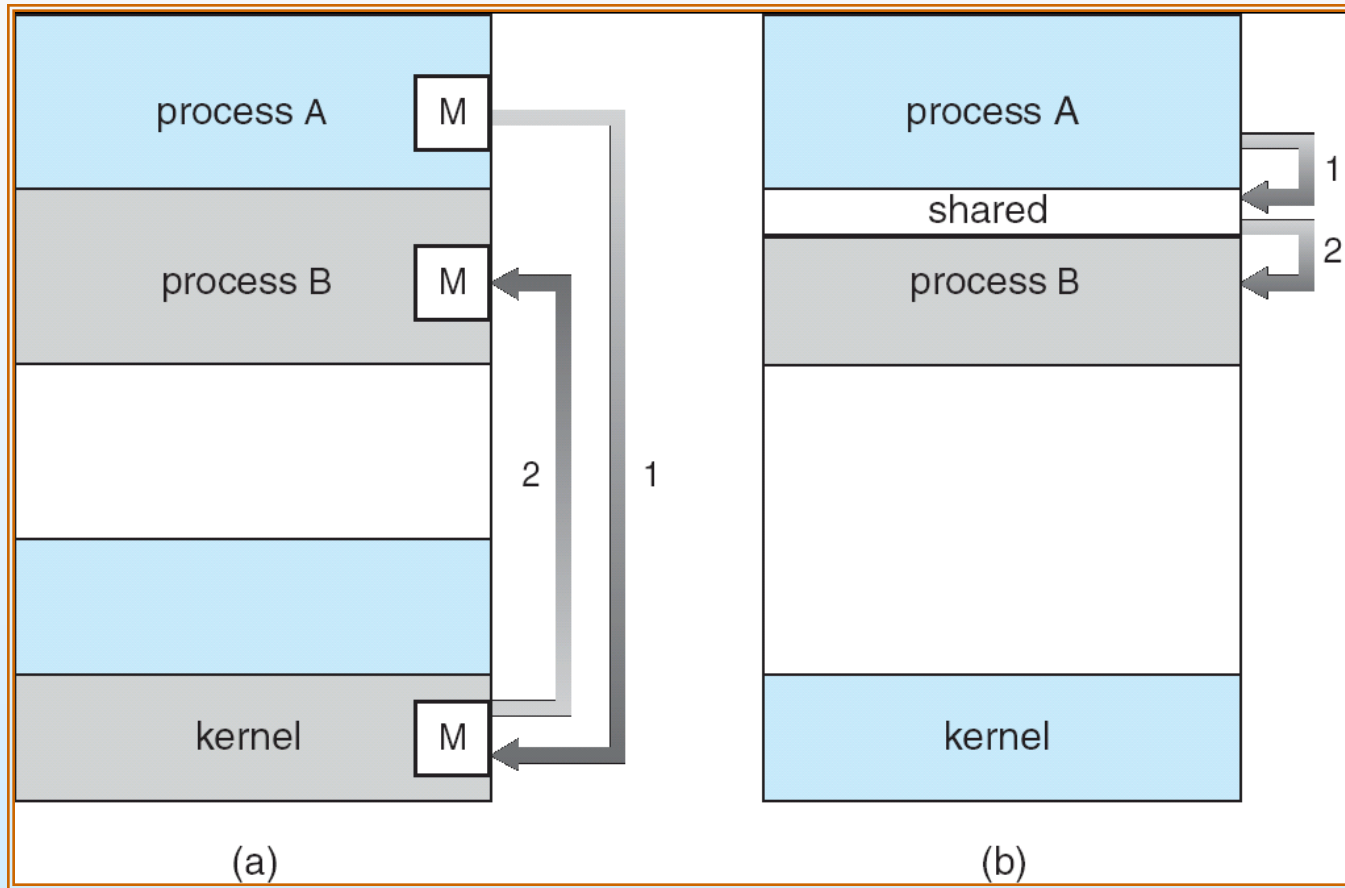 process A
M
process B
M
2
1
kernel
M
(a)
process A
1
shared
2
process B
kernel
(b)